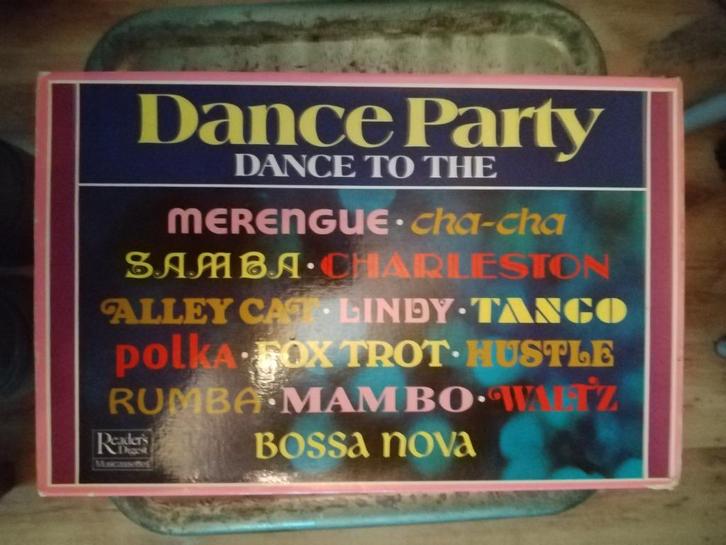 Dance Party
DANCE TO THE
MERENGUE · cha-cha
SAMBA · CHARLESTON
ALLEY CAT · LINDY · TANGO
polka · FOX TROT · HUSTLE
RUMBA · MAMBO · WALTZ
BOSSA NOVA
Reader's
Digest
Musicassettes